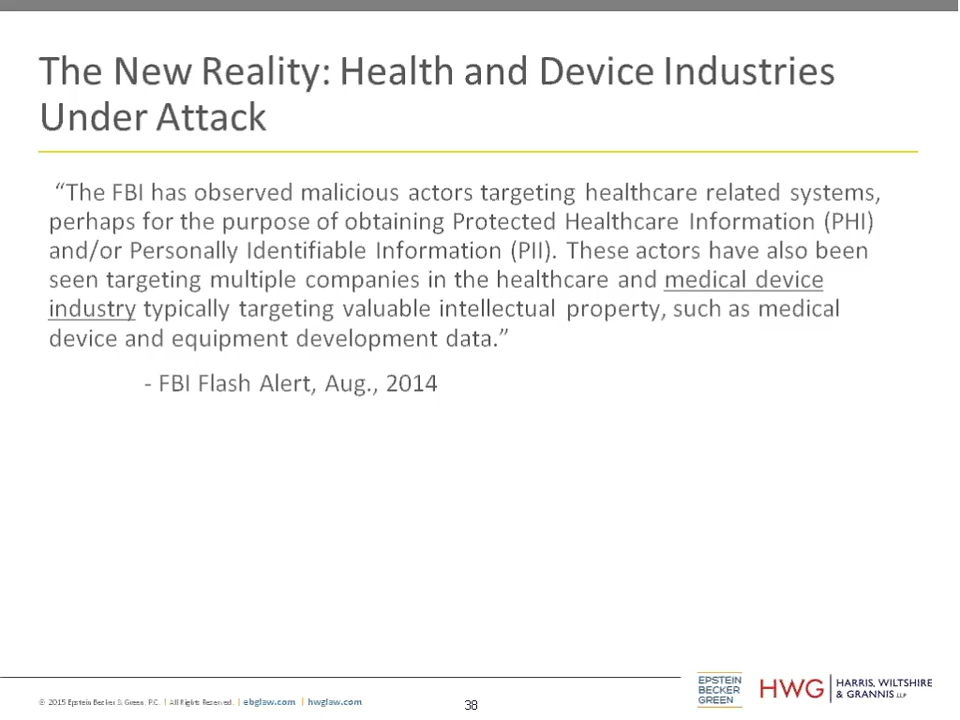 The New Reality: Health and Device Industries
Under Attack
“The FBI has observed malicious actors targeting healthcare related systems,
perhaps for the purpose of obtaining Protected Healthcare Information (PHI)
and/or Personally Identifiable Information (PII). These actors have also been
seen targeting multiple companies in the healthcare and medical device
industry typically targeting valuable intellectual property, such as medical
device and equipment development data.”
- FBI Flash Alert, Aug., 2014
© 2015 Epstein Becker & Green, P.C. | All Rights Reserved. | ebglaw.com | hwglaw.com
38
EPSTEIN
BECKER
GREEN
HWG
HARRIS, WILTSHIRE
& GRANNIS LLP